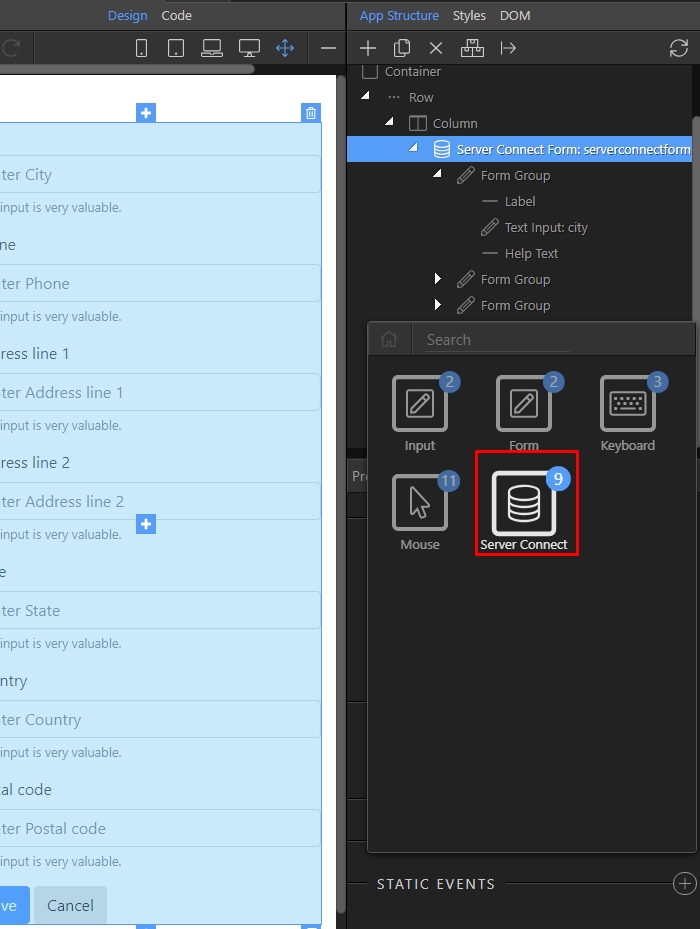 Design Code
App Structure Styles DOM
Container
Row
Column
Server Connect Form: serverconnectform
Form Group
Label
Text Input: city
Help Text
Form Group
Form Group
ter City
input is very valuable.
ne
ter Phone
input is very valuable.
ress line 1
ter Address line 1
input is very valuable.
ress line 2
ter Address line 2
input is very valuable.
e
ter State
input is very valuable.
ntry
ter Country
input is very valuable.
al code
ter Postal code
input is very valuable.
ve Cancel
Search
2 2 3
Input Form Keyboard
11 9
Mouse Server Connect
Pr
STATIC EVENTS